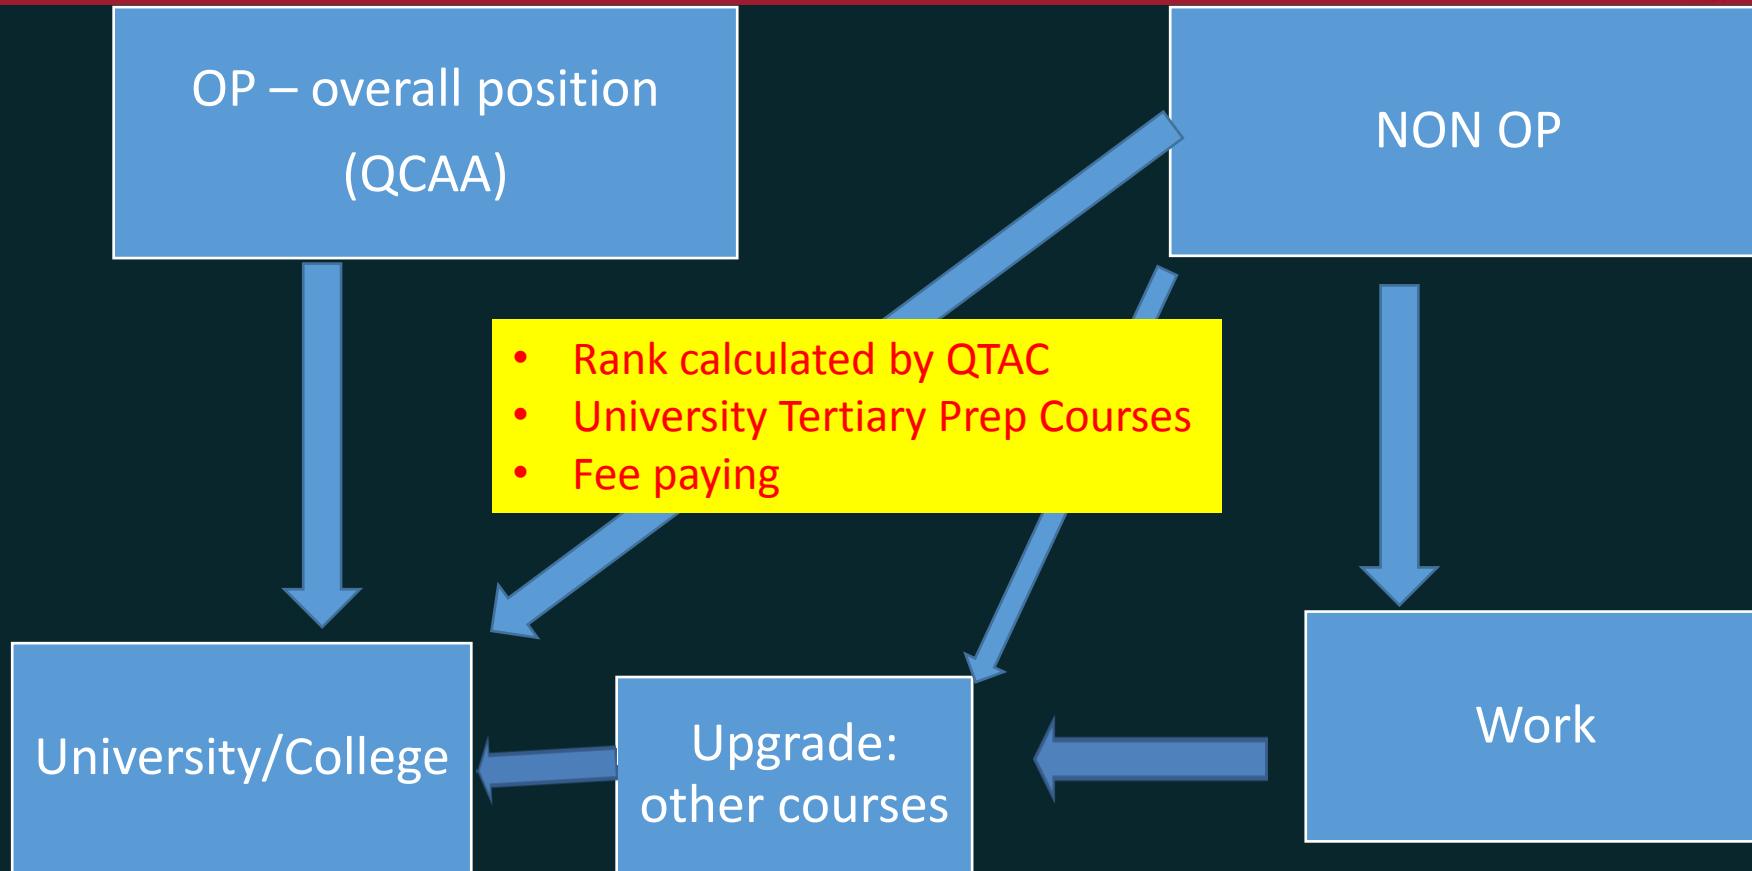 OP – overall position
(QCAA)
NON OP
• Rank calculated by QTAC
• University Tertiary Prep Courses
• Fee paying
University/College
Upgrade:
other courses
Work